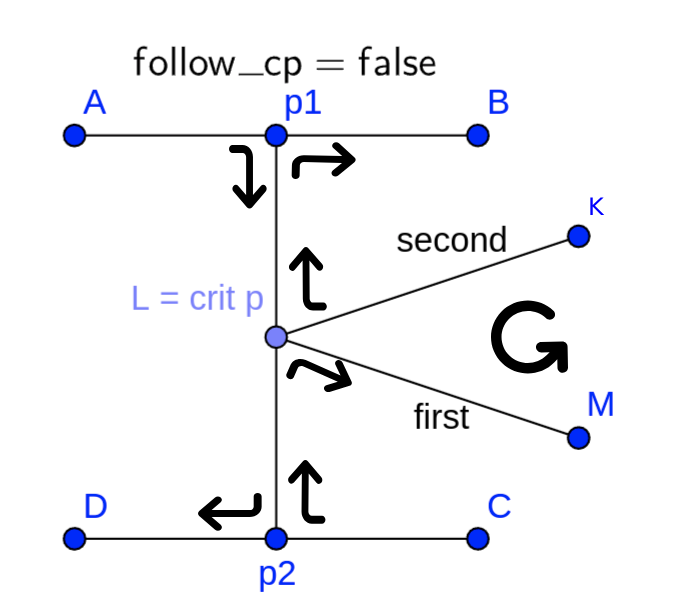 follow_cp = false
A
p1
B
K
second
L = crit p
M
first
D
C
p2